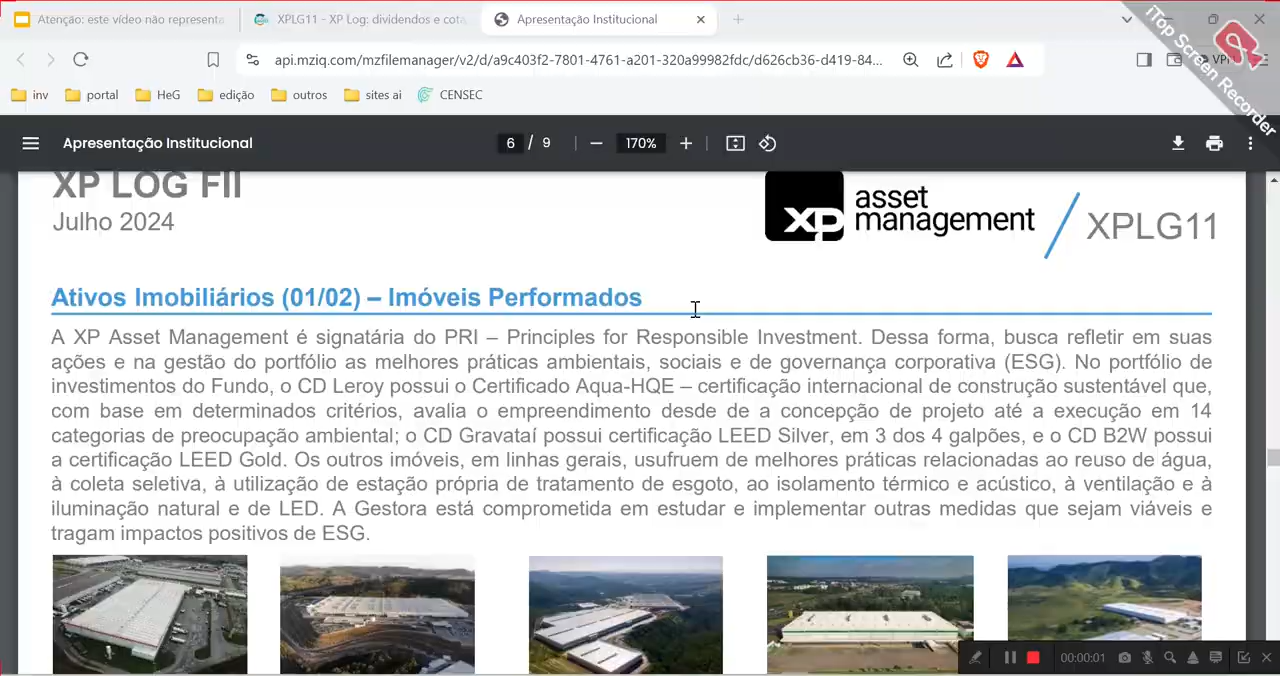 Atenção: este vídeo não representa
XPLG11 - XP Log: dividendos e cota
Apresentação Institucional
api.mziq.com/mzfilemanager/v2/d/a9c403f2-7801-4761-a201-320a99982fdc/d626cb36-d419-84...
VPN
inv
portal
HeG
edição
outros
sites ai
CENSEC
iTop Screen Recorder
Apresentação Institucional
6 / 9
170%
XP LOG FII
Julho 2024
xp asset management
XPLG11
Ativos Imobiliários (01/02) – Imóveis Performados
A XP Asset Management é signatária do PRI – Principles for Responsible Investment. Dessa forma, busca refletir em suas
ações e na gestão do portfólio as melhores práticas ambientais, sociais e de governança corporativa (ESG). No portfólio de
investimentos do Fundo, o CD Leroy possui o Certificado Aqua-HQE – certificação internacional de construção sustentável que,
com base em determinados critérios, avalia o empreendimento desde de a concepção de projeto até a execução em 14
categorias de preocupação ambiental; o CD Gravataí possui certificação LEED Silver, em 3 dos 4 galpões, e o CD B2W possui
a certificação LEED Gold. Os outros imóveis, em linhas gerais, usufruem de melhores práticas relacionadas ao reuso de água,
à coleta seletiva, à utilização de estação própria de tratamento de esgoto, ao isolamento térmico e acústico, à ventilação e à
iluminação natural e de LED. A Gestora está comprometida em estudar e implementar outras medidas que sejam viáveis e
tragam impactos positivos de ESG.
00:00:01